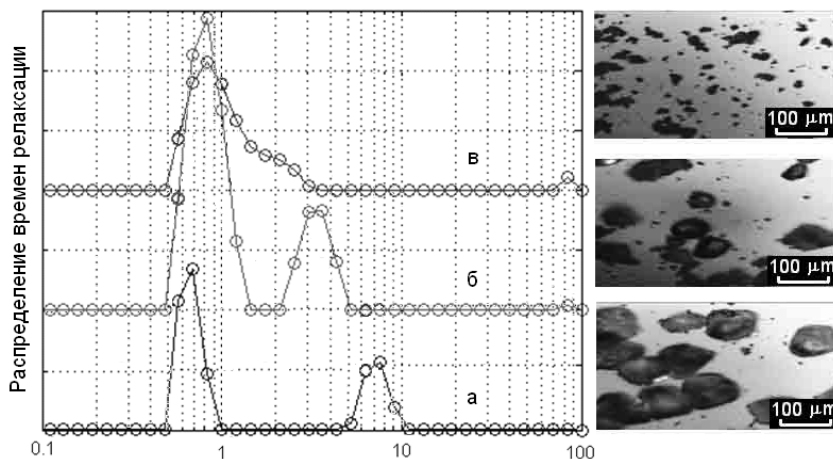 Распределение времен релаксации
в
б
а
0.1
1
10
100
100 μm
100 μm
100 μm